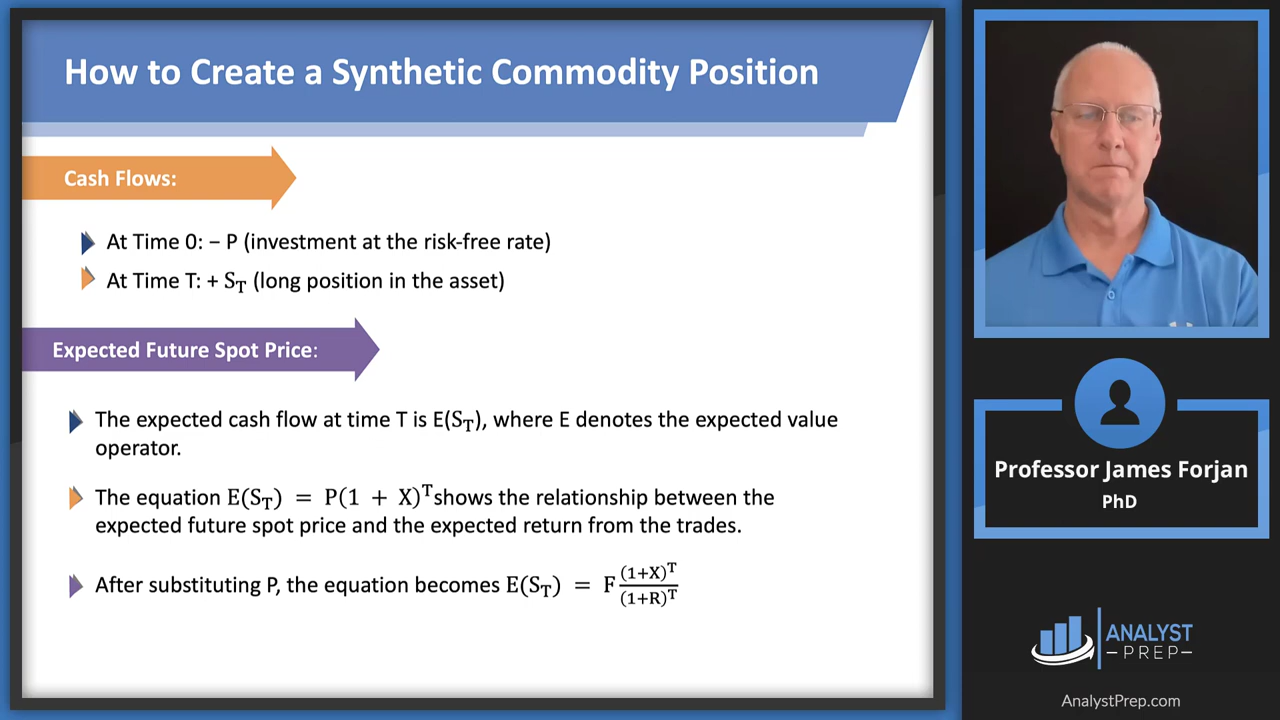 How to Create a Synthetic Commodity Position
Cash Flows:
At Time 0: − P (investment at the risk-free rate)
At Time T: + S_T (long position in the asset)
Expected Future Spot Price:
The expected cash flow at time T is E(S_T), where E denotes the expected value
operator.
The equation E(S_T) = P(1 + X)^T shows the relationship between the
expected future spot price and the expected return from the trades.
After substituting P, the equation becomes E(S_T) = F (1+X)^T / (1+R)^T
Professor James Forjan
PhD
ANALYST
–PREP–
AnalystPrep.com